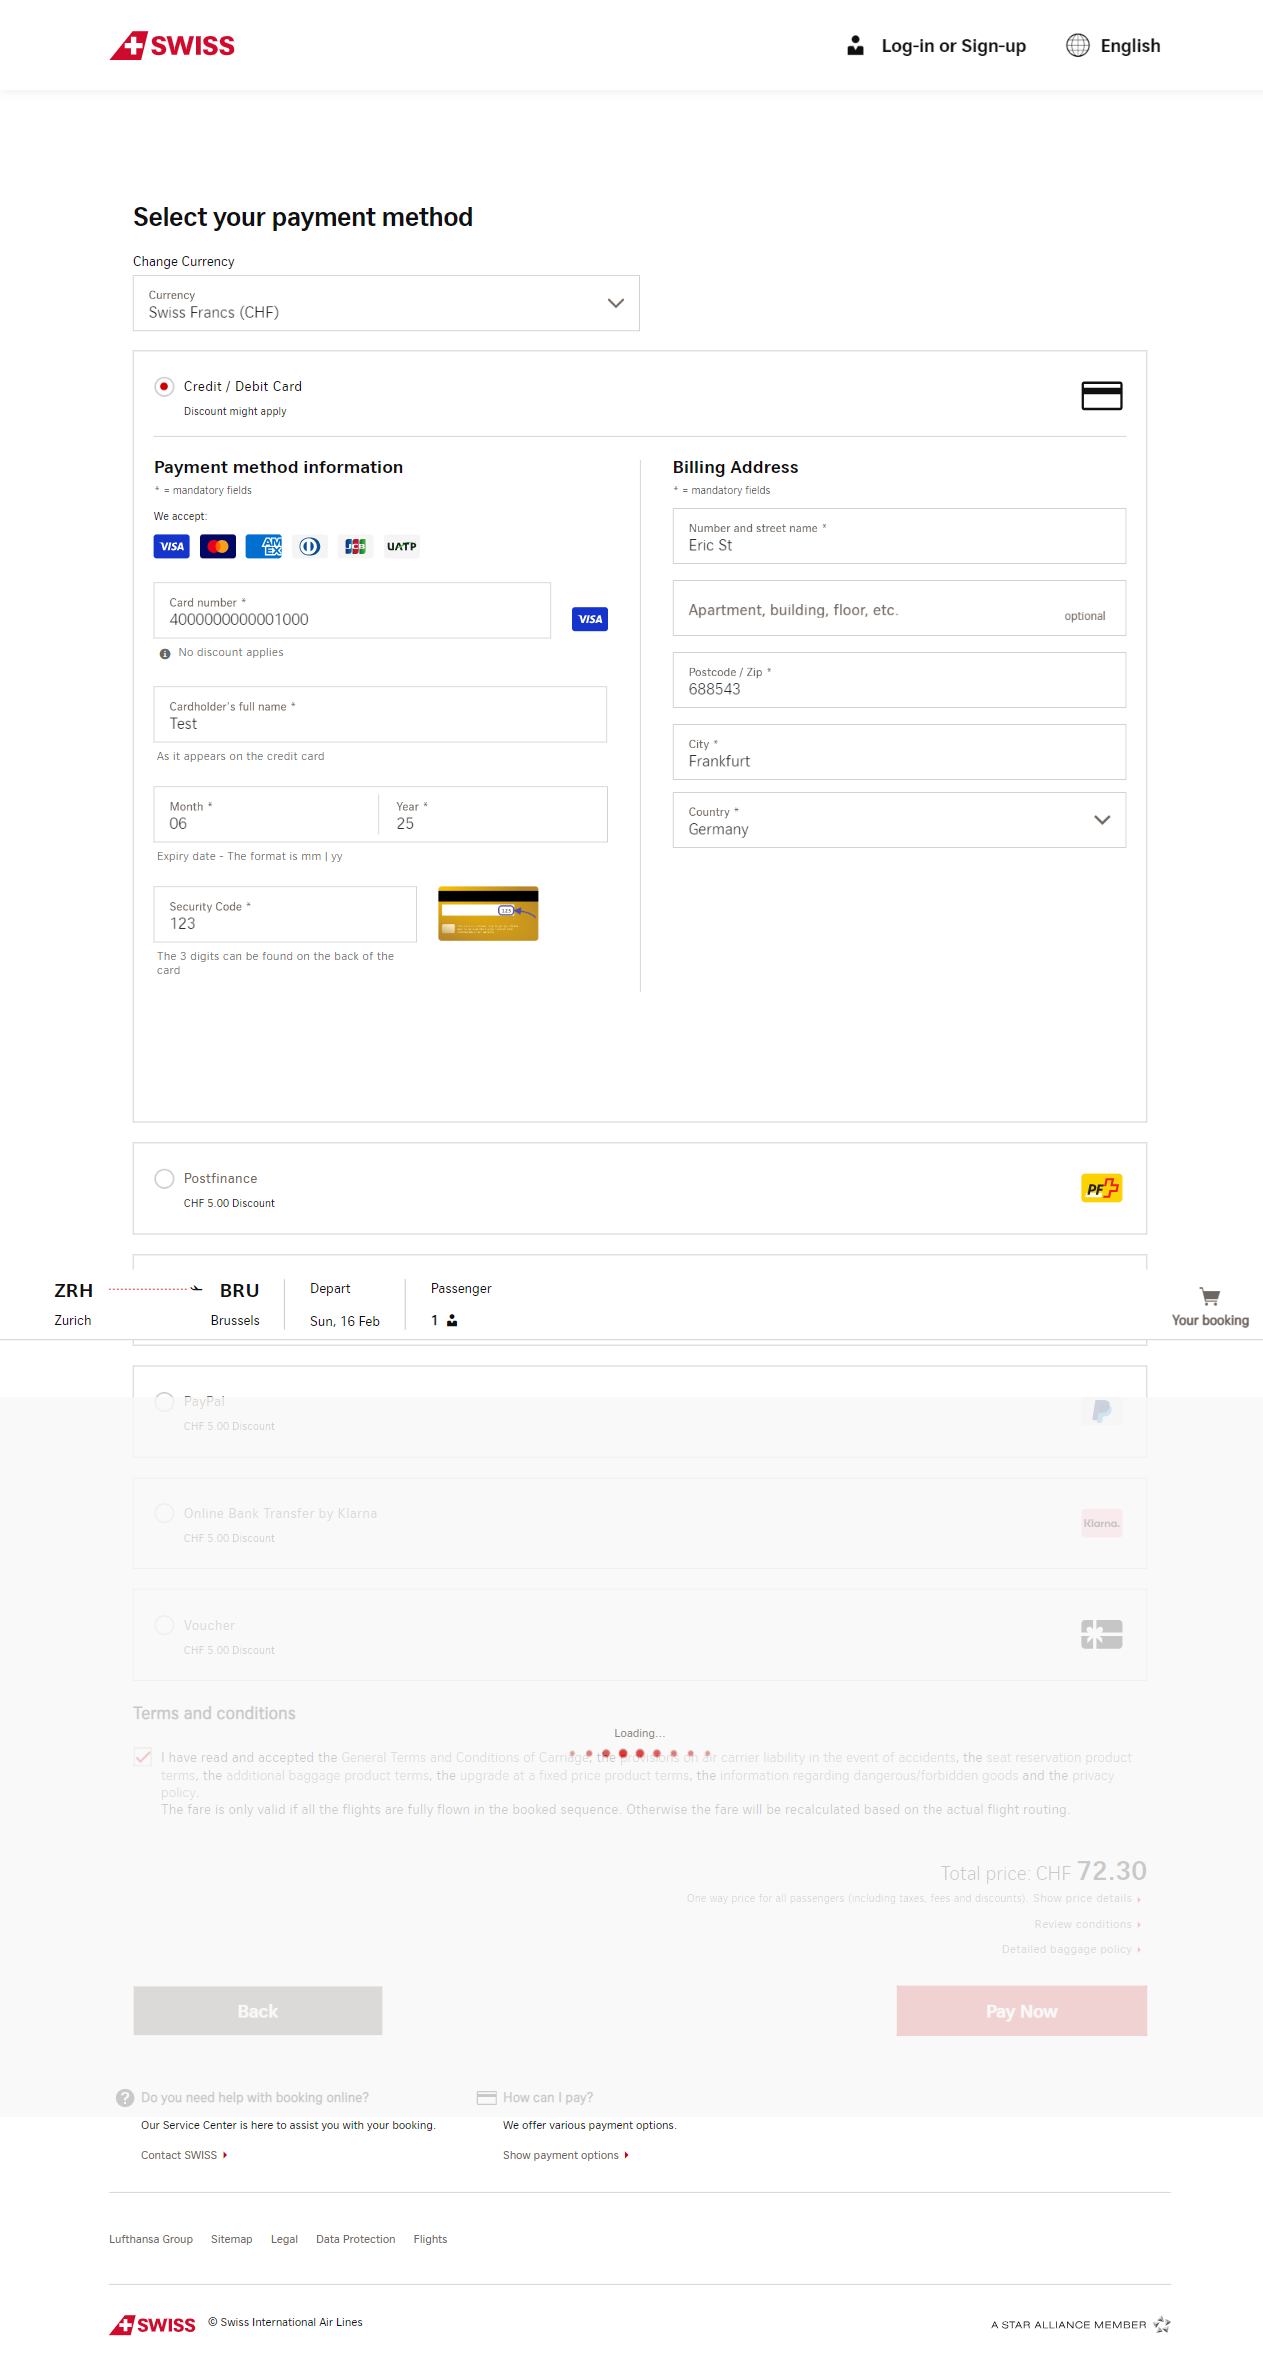 SWISS
Log-in or Sign-up
English
Select your payment method
Change Currency
Currency
Swiss Francs (CHF)
Credit / Debit Card
Discount might apply
Payment method information
* = mandatory fields
We accept:
VISA
AM EX
JCB
UATP
Card number *
4000000000001000
VISA
No discount applies
Cardholder's full name *
Test
As it appears on the credit card
Month *
06
Year *
25
Expiry date - The format is mm | yy
Security Code *
123
123
The 3 digits can be found on the back of the
card
Billing Address
* = mandatory fields
Number and street name *
Eric St
Apartment, building, floor, etc.
optional
Postcode / Zip *
688543
City *
Frankfurt
Country *
Germany
Postfinance
CHF 5.00 Discount
PF
ZRH
BRU
Zurich
Brussels
Depart
Sun, 16 Feb
Passenger
1
Your booking
PayPal
CHF 5.00 Discount
Online Bank Transfer by Klarna
CHF 5.00 Discount
Klarna.
Voucher
CHF 5.00 Discount
Terms and conditions
Loading...
I have read and accepted the General Terms and Conditions of Carriage, the provisions on air carrier liability in the event of accidents, the seat reservation product
terms, the additional baggage product terms, the upgrade at a fixed price product terms, the information regarding dangerous/forbidden goods and the privacy
policy.
The fare is only valid if all the flights are fully flown in the booked sequence. Otherwise the fare will be recalculated based on the actual flight routing.
Total price: CHF 72.30
One way price for all passengers (including taxes, fees and discounts). Show price details
Review conditions
Detailed baggage policy
Back
Pay Now
Do you need help with booking online?
Our Service Center is here to assist you with your booking.
Contact SWISS
How can I pay?
We offer various payment options.
Show payment options
Lufthansa Group
Sitemap
Legal
Data Protection
Flights
SWISS
© Swiss International Air Lines
A STAR ALLIANCE MEMBER